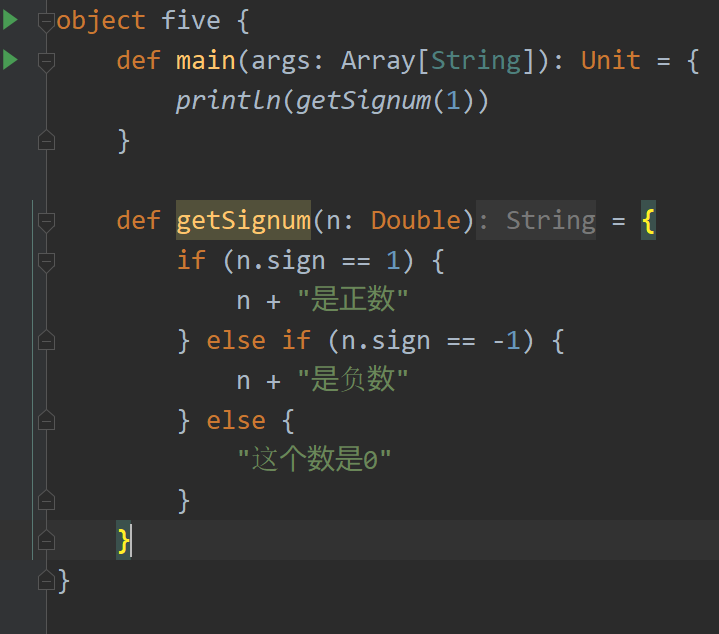 object five {
def main(args: Array[String]): Unit = {
println(getSignum(1))
}
def getSignum(n: Double): String = {
if (n.sign == 1) {
n + "是正数"
} else if (n.sign == -1) {
n + "是负数"
} else {
"这个数是0"
}
}
}